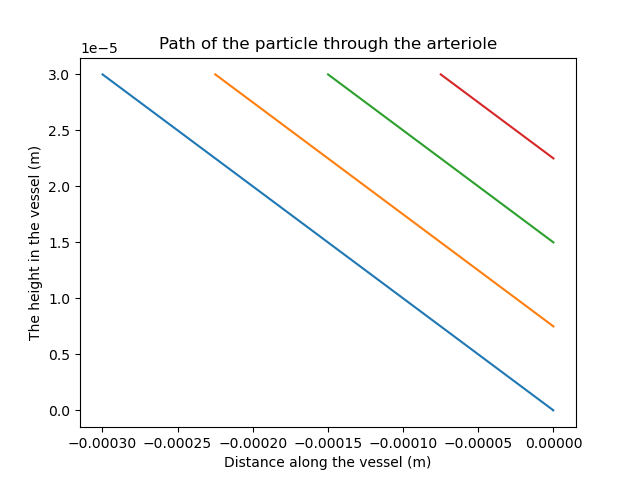 Path of the particle through the arteriole
1e−5
3.0
2.5
2.0
1.5
1.0
0.5
0.0
The height in the vessel (m)
−0.00030 −0.00025 −0.00020 −0.00015 −0.00010 −0.00005 0.00000
Distance along the vessel (m)